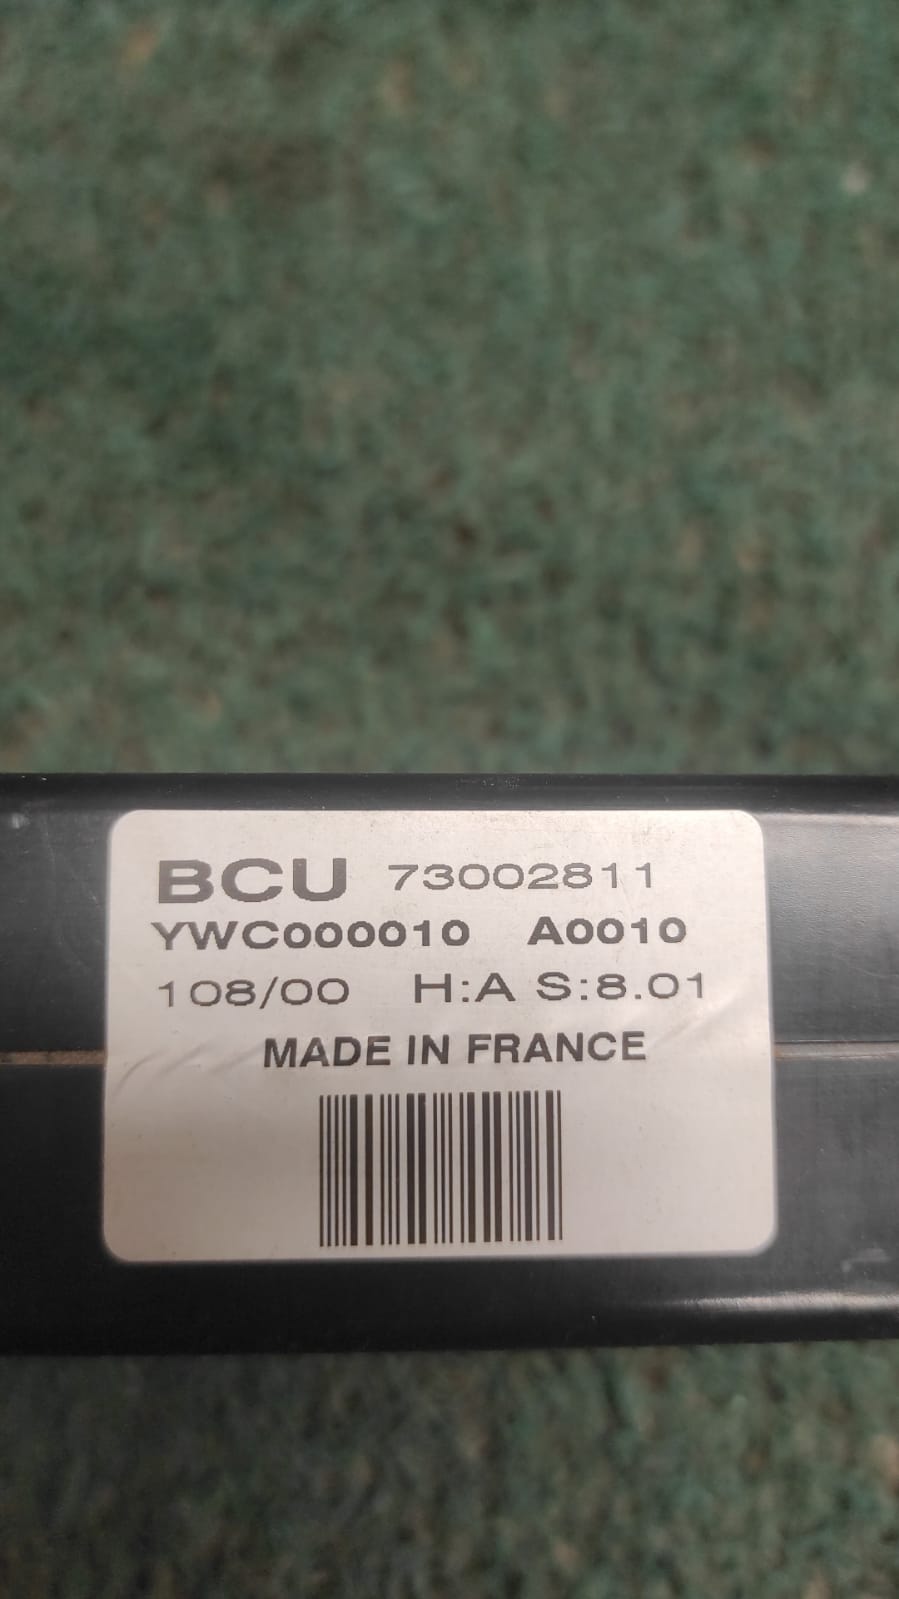 BCU 73002811
YWC000010 A0010
108/00 H:A S:8.01
MADE IN FRANCE